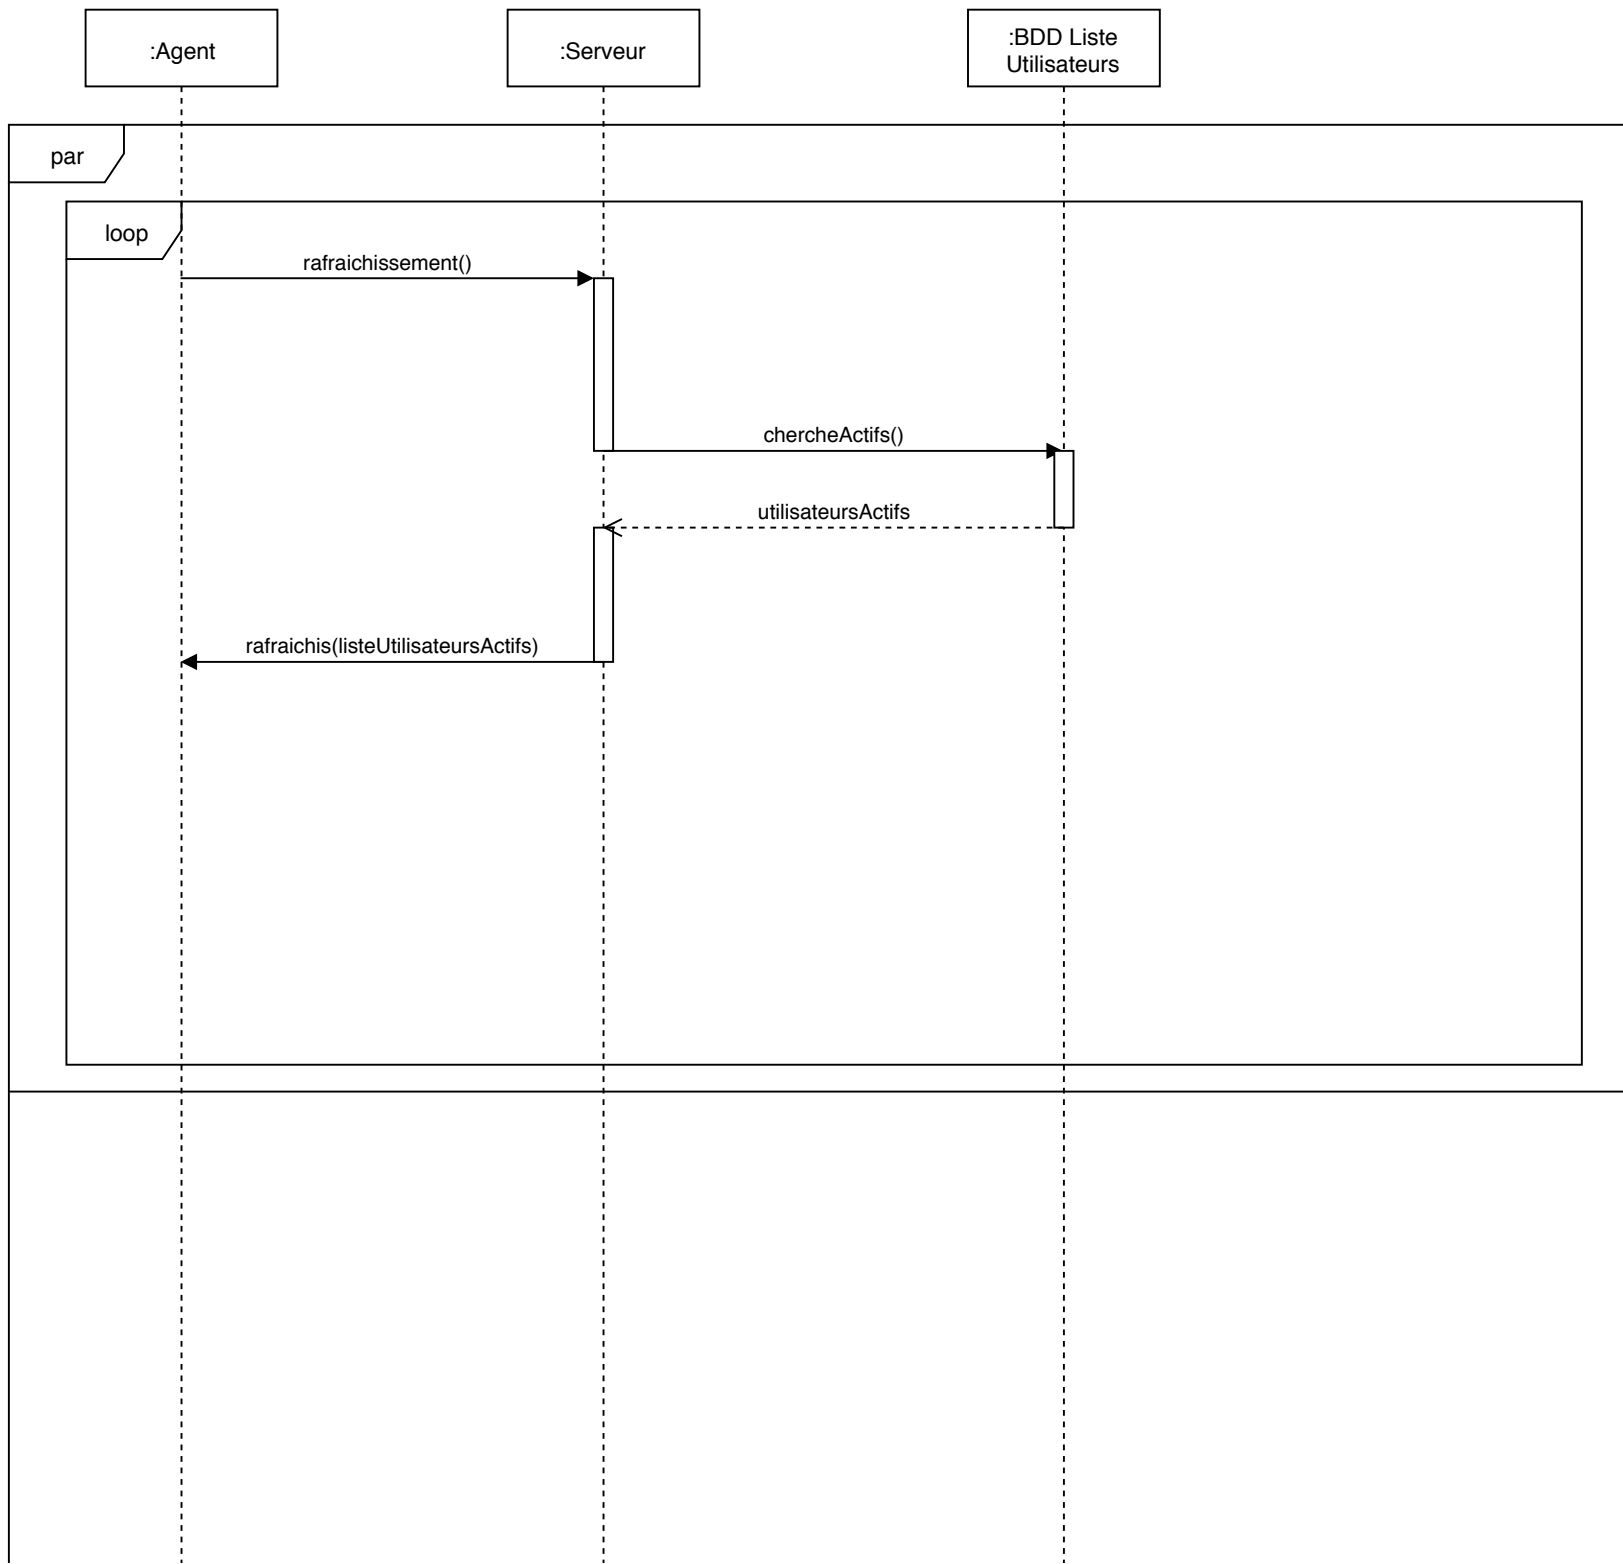 :Agent
:Serveur
:BDD Liste
Utilisateurs
par
loop
rafraichissement()
chercheActifs()
utilisateursActifs
rafraichis(listeUtilisateursActifs)